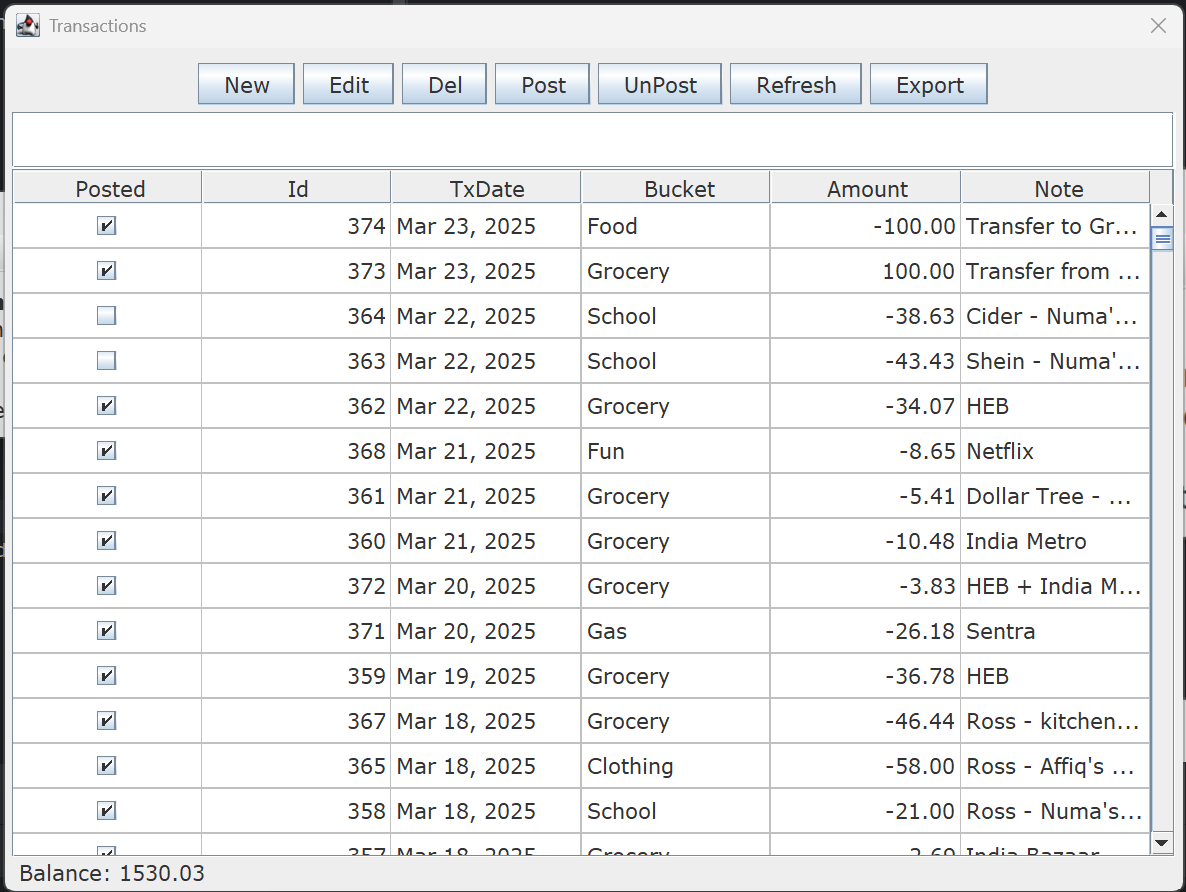 Transactions
New Edit Del Post UnPost Refresh Export
Posted Id TxDate Bucket Amount Note
374 Mar 23, 2025 Food -100.00 Transfer to Gr...
373 Mar 23, 2025 Grocery 100.00 Transfer from ...
364 Mar 22, 2025 School -38.63 Cider - Numa'...
363 Mar 22, 2025 School -43.43 Shein - Numa'...
362 Mar 22, 2025 Grocery -34.07 HEB
368 Mar 21, 2025 Fun -8.65 Netflix
361 Mar 21, 2025 Grocery -5.41 Dollar Tree - ...
360 Mar 21, 2025 Grocery -10.48 India Metro
372 Mar 20, 2025 Grocery -3.83 HEB + India M...
371 Mar 20, 2025 Gas -26.18 Sentra
359 Mar 19, 2025 Grocery -36.78 HEB
367 Mar 18, 2025 Grocery -46.44 Ross - kitchen...
365 Mar 18, 2025 Clothing -58.00 Ross - Affiq's ...
358 Mar 18, 2025 School -21.00 Ross - Numa's...
357 Mar 18, 2025 Grocery -2.69 India Bazaar
Balance: 1530.03